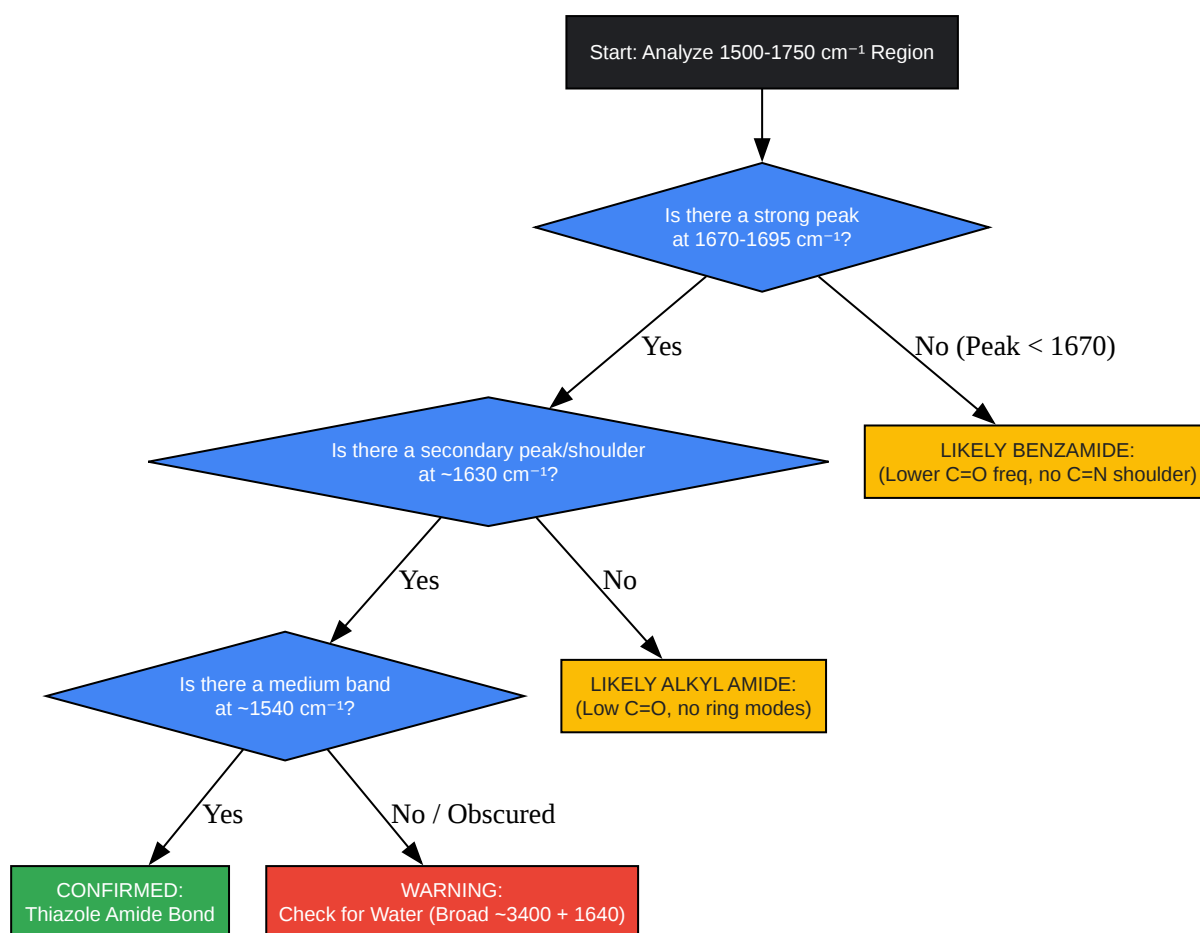 Start: Analyze 1500-1750 cm⁻¹ Region
Is there a strong peak
at 1670-1695 cm⁻¹?
Yes
No (Peak < 1670)
Is there a secondary peak/shoulder
at ~1630 cm⁻¹?
LIKELY BENZAMIDE:
(Lower C=O freq, no C=N shoulder)
Yes
No
Is there a medium band
at ~1540 cm⁻¹?
LIKELY ALKYL AMIDE:
(Low C=O, no ring modes)
Yes
No / Obscured
CONFIRMED:
Thiazole Amide Bond
WARNING:
Check for Water (Broad ~3400 + 1640)